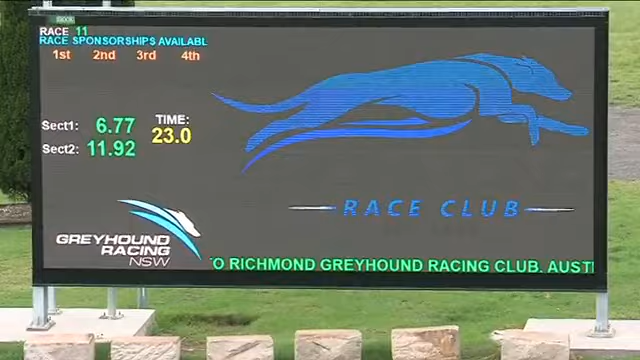 RACE 11
RACE SPONSORSHIPS AVAILABL
1st 2nd 3rd 4th
Sect1: 6.77
TIME:
23.0
Sect2: 11.92
RACE CLUB
GREYHOUND
RACING
NSW
O RICHMOND GREYHOUND RACING CLUB. AUST